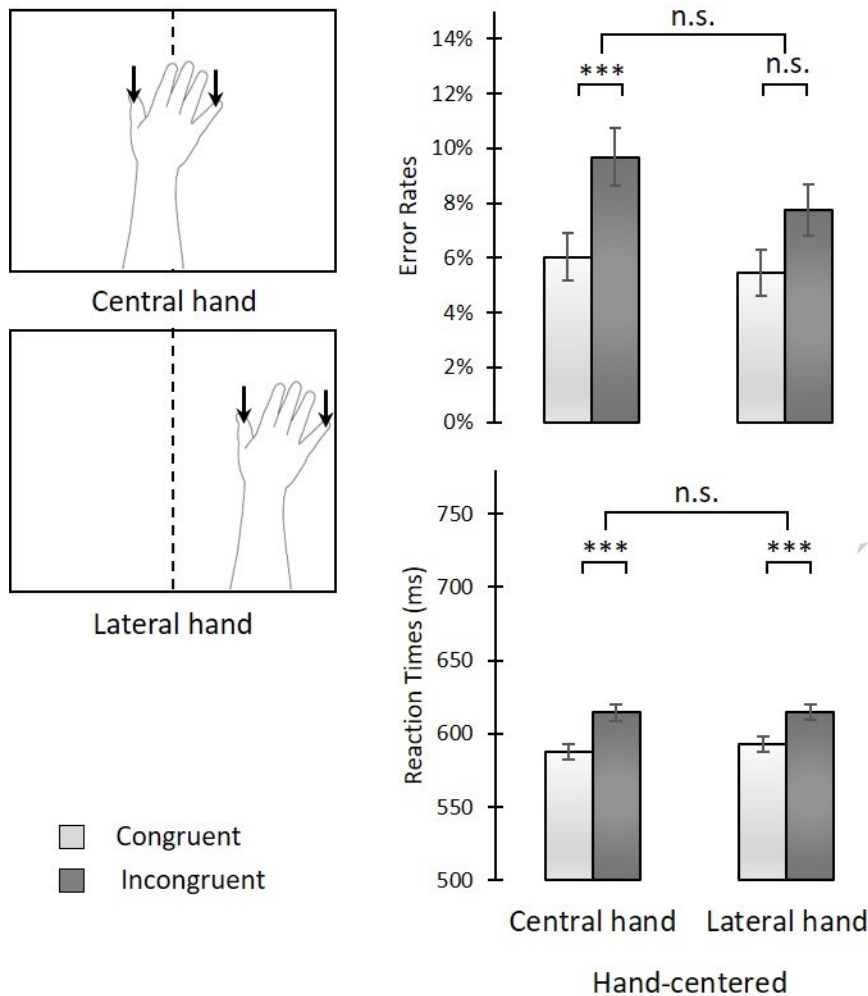 Central hand
Lateral hand
Congruent
Incongruent
n.s.
***
n.s.
14%
12%
10%
8%
6%
4%
2%
0%
Error Rates
n.s.
***
***
750
700
650
600
550
500
Reaction Times (ms)
Central hand
Lateral hand
Hand-centered